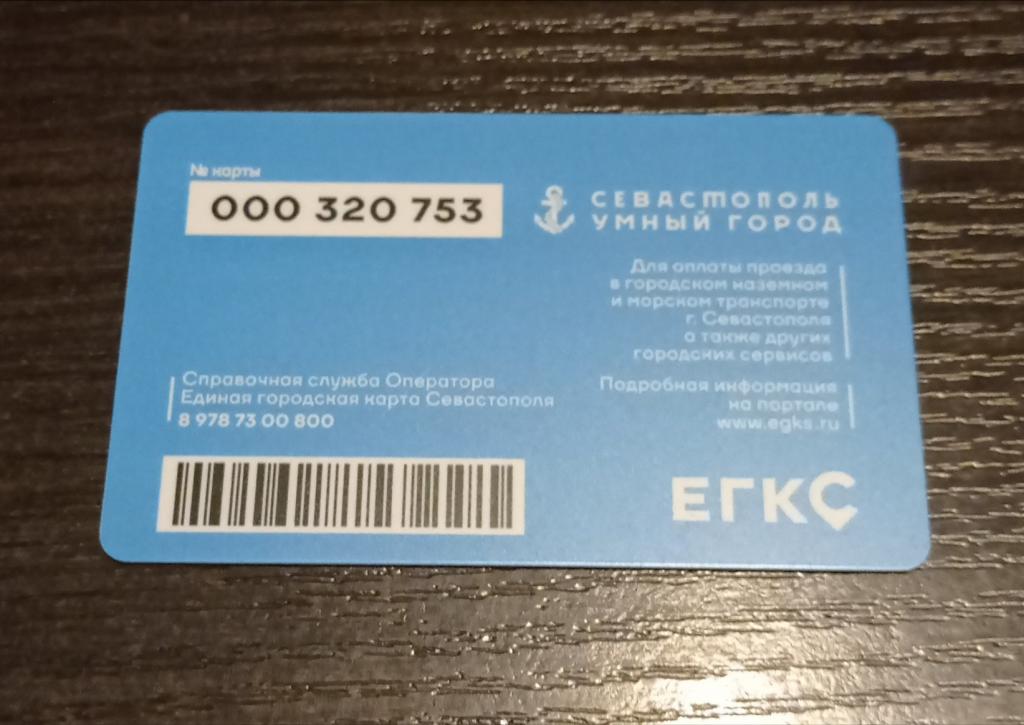 № карты
000 320 753
СЕВАСТОПОЛЬ
УМНЫЙ ГОРОД
Для оплаты проезда
в городском наземном
и морском транспорте
г. Севастополя
а также других
городских сервисов
Справочная служба Оператора
Единая городская карта Севастополя
8 978 73 00 800
Подробная информация
на портале
www.egks.ru
ЕГКС